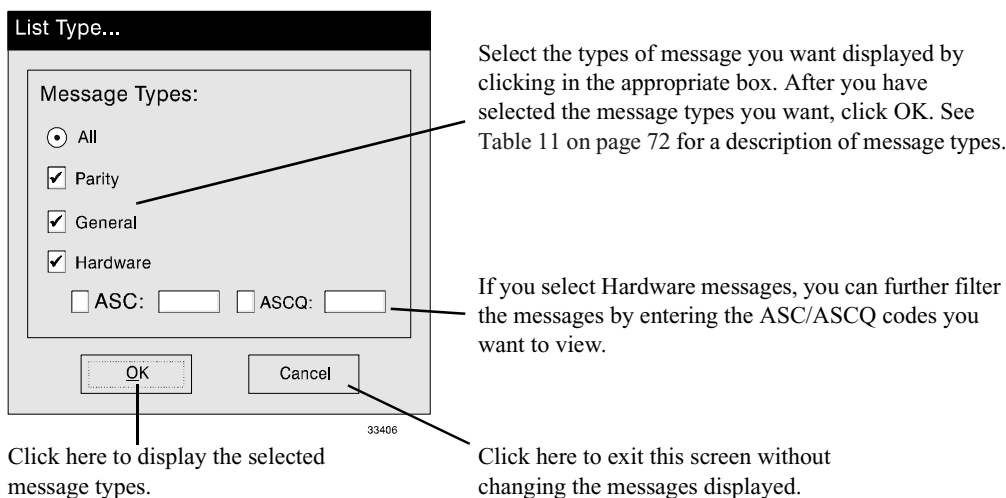 List Type...
Message Types:
All
Parity
General
Hardware
ASC: ASCQ:
OK Cancel
33406
Select the types of message you want displayed by
clicking in the appropriate box. After you have
selected the message types you want, click OK. See
Table 11 on page 72 for a description of message types.
If you select Hardware messages, you can further filter
the messages by entering the ASC/ASCQ codes you
want to view.
Click here to display the selected
message types.
Click here to exit this screen without
changing the messages displayed.